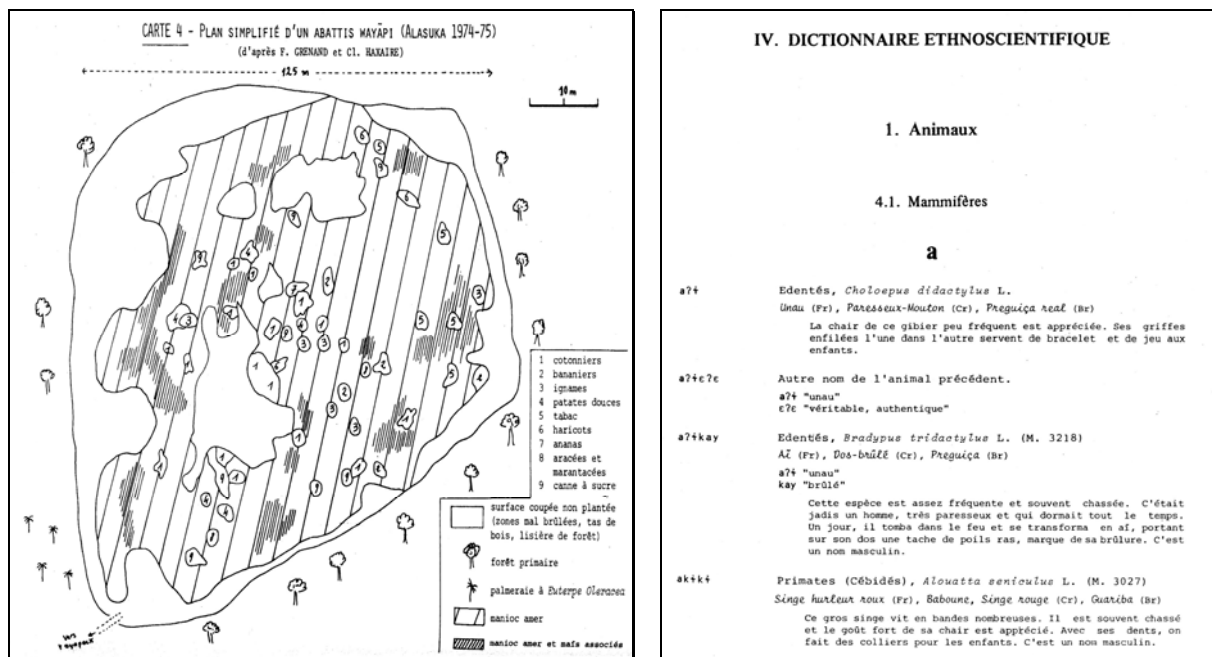 CARTE 4 - PLAN SIMPLIFIÉ D'UN ABATTIS WAYÃPI (ALASUKA 1974-75)
(d'après F. GRENAND et Cl. HAXAIRE)
125 m
10 m
1 cotonniers
2 bananiers
3 ignames
4 patates douces
5 tabac
6 haricots
7 ananas
8 aracées et
marantacées
9 canne à sucre
surface coupée non plantée
(zones mal brûlées, tas de
bois, lisière de forêt)
forêt primaire
palmeraie à Euterpe Oleracea
manioc amer
manioc amer et maïs associés
IV. DICTIONNAIRE ETHNOSCIENTIFIQUE
1. Animaux
4.1. Mammifères
a
aʔɨ Edentés, Choloepus didactylus L.
Unau (Fr), Paresseux-Mouton (Cr), Preguiça real (Br)
La chair de ce gibier peu fréquent est appréciée. Ses griffes
enfilées l'une dans l'autre servent de bracelet et de jeu aux
enfants.
aʔɨɛʔɛ Autre nom de l'animal précédent.
aʔɨ "unau"
ɛʔɛ "véritable, authentique"
aʔɨkay Edentés, Bradypus tridactylus L. (M. 3218)
Aï (Fr), Dos-brûlé (Cr), Preguiça (Br)
aʔɨ "unau"
kay "brûlé"
Cette espèce est assez fréquente et souvent chassée. C'était
jadis un homme, très paresseux et qui dormait tout le temps.
Un jour, il tomba dans le feu et se transforma en aï, portant
sur son dos une tache de poils ras, marque de sa brûlure. C'est
un nom masculin.
akɨkɨ Primates (Cébidés), Alouatta seniculus L. (M. 3027)
Singe hurleur roux (Fr), Baboune, Singe rouge (Cr), Guariba (Br)
Ce gros singe vit en bandes nombreuses. Il est souvent chassé
et le goût fort de sa chair est apprécié. Avec ses dents, on
fait des colliers pour les enfants. C'est un nom masculin.